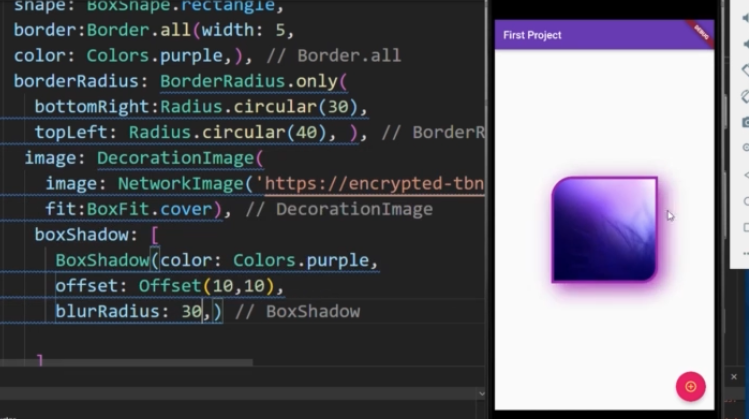 shape: BoxShape.rectangle,
border:Border.all(width: 5,
color: Colors.purple,), // Border.all
borderRadius: BorderRadius.only(
bottomRight:Radius.circular(30),
topLeft: Radius.circular(40), ), // BorderR
image: DecorationImage(
image: NetworkImage('https://encrypted-tbn
fit:BoxFit.cover), // DecorationImage
boxShadow: [
BoxShadow(color: Colors.purple,
offset: Offset(10,10),
blurRadius: 30,) // BoxShadow
]
First Project
DEBUG